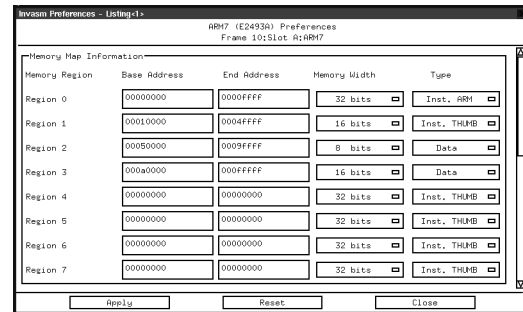 Invasm Preferences - Listing<1>
ARM7 (E2493A) Preferences
Frame 10:Slot A:ARM7
Memory Map Information
Memory Region Base Address End Address Memory Width Type
Region 0 00000000 0000ffff 32 bits Inst. ARM
Region 1 00010000 0004ffff 16 bits Inst. THUMB
Region 2 00050000 0009ffff 8 bits Data
Region 3 000a0000 000fffff 16 bits Data
Region 4 00000000 00000000 32 bits Inst. THUMB
Region 5 00000000 00000000 32 bits Inst. THUMB
Region 6 00000000 00000000 32 bits Inst. THUMB
Region 7 00000000 00000000 32 bits Inst. THUMB
Apply Reset Close